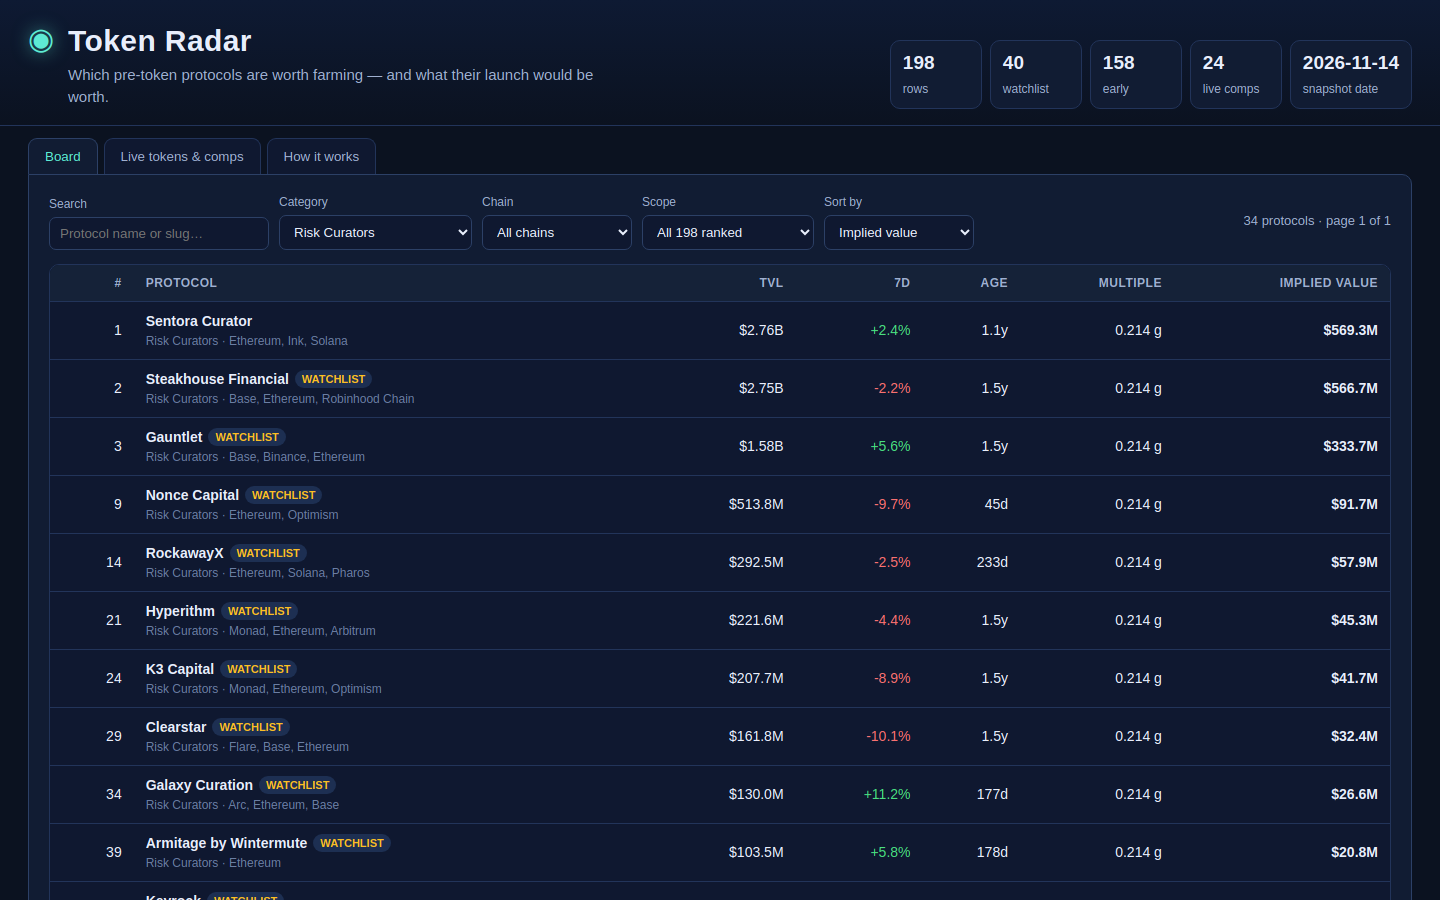 Token Radar
Which pre-token protocols are worth farming — and what their launch would be
worth.
198
rows
40
watchlist
158
early
24
live comps
2026-11-14
snapshot date
Board
Live tokens & comps
How it works
Search
Category
Chain
Scope
Sort by
Protocol name or slug…
Risk Curators
All chains
All 198 ranked
Implied value
34 protocols · page 1 of 1
# PROTOCOL TVL 7D AGE MULTIPLE IMPLIED VALUE
1 Sentora Curator $2.76B +2.4% 1.1y 0.214 g $569.3M
Risk Curators · Ethereum, Ink, Solana
2 Steakhouse Financial WATCHLIST $2.75B -2.2% 1.5y 0.214 g $566.7M
Risk Curators · Base, Ethereum, Robinhood Chain
3 Gauntlet WATCHLIST $1.58B +5.6% 1.5y 0.214 g $333.7M
Risk Curators · Base, Binance, Ethereum
9 Nonce Capital WATCHLIST $513.8M -9.7% 45d 0.214 g $91.7M
Risk Curators · Ethereum, Optimism
14 RockawayX WATCHLIST $292.5M -2.5% 233d 0.214 g $57.9M
Risk Curators · Ethereum, Solana, Pharos
21 Hyperithm WATCHLIST $221.6M -4.4% 1.5y 0.214 g $45.3M
Risk Curators · Monad, Ethereum, Arbitrum
24 K3 Capital WATCHLIST $207.7M -8.9% 1.5y 0.214 g $41.7M
Risk Curators · Monad, Ethereum, Optimism
29 Clearstar WATCHLIST $161.8M -10.1% 1.5y 0.214 g $32.4M
Risk Curators · Flare, Base, Ethereum
34 Galaxy Curation WATCHLIST $130.0M +11.2% 177d 0.214 g $26.6M
Risk Curators · Arc, Ethereum, Base
39 Armitage by Wintermute WATCHLIST $103.5M +5.8% 178d 0.214 g $20.8M
Risk Curators · Ethereum
Keyrock WATCHLIST